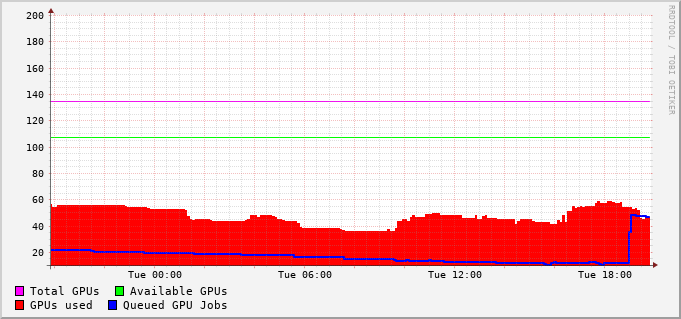 200
180
160
140
120
100
80
60
40
20
Tue 00:00 Tue 06:00 Tue 12:00 Tue 18:00
Total GPUs Available GPUs
GPUs used Queued GPU Jobs
RRDTOOL / TOBI OETIKER